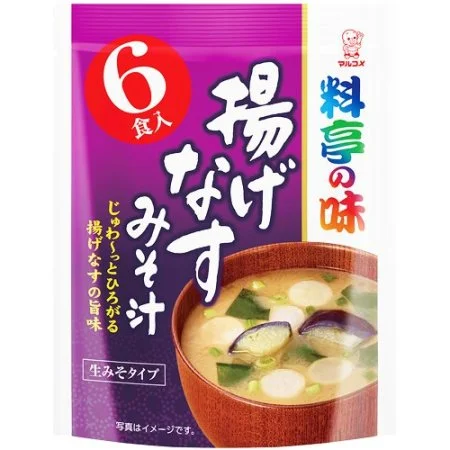 6
食入
マルコメ
料亭の味
揚げ
なす
みそ汁
じゅわ〜っとひろがる
揚げなすの旨味
生みそタイプ
写真はイメージです。